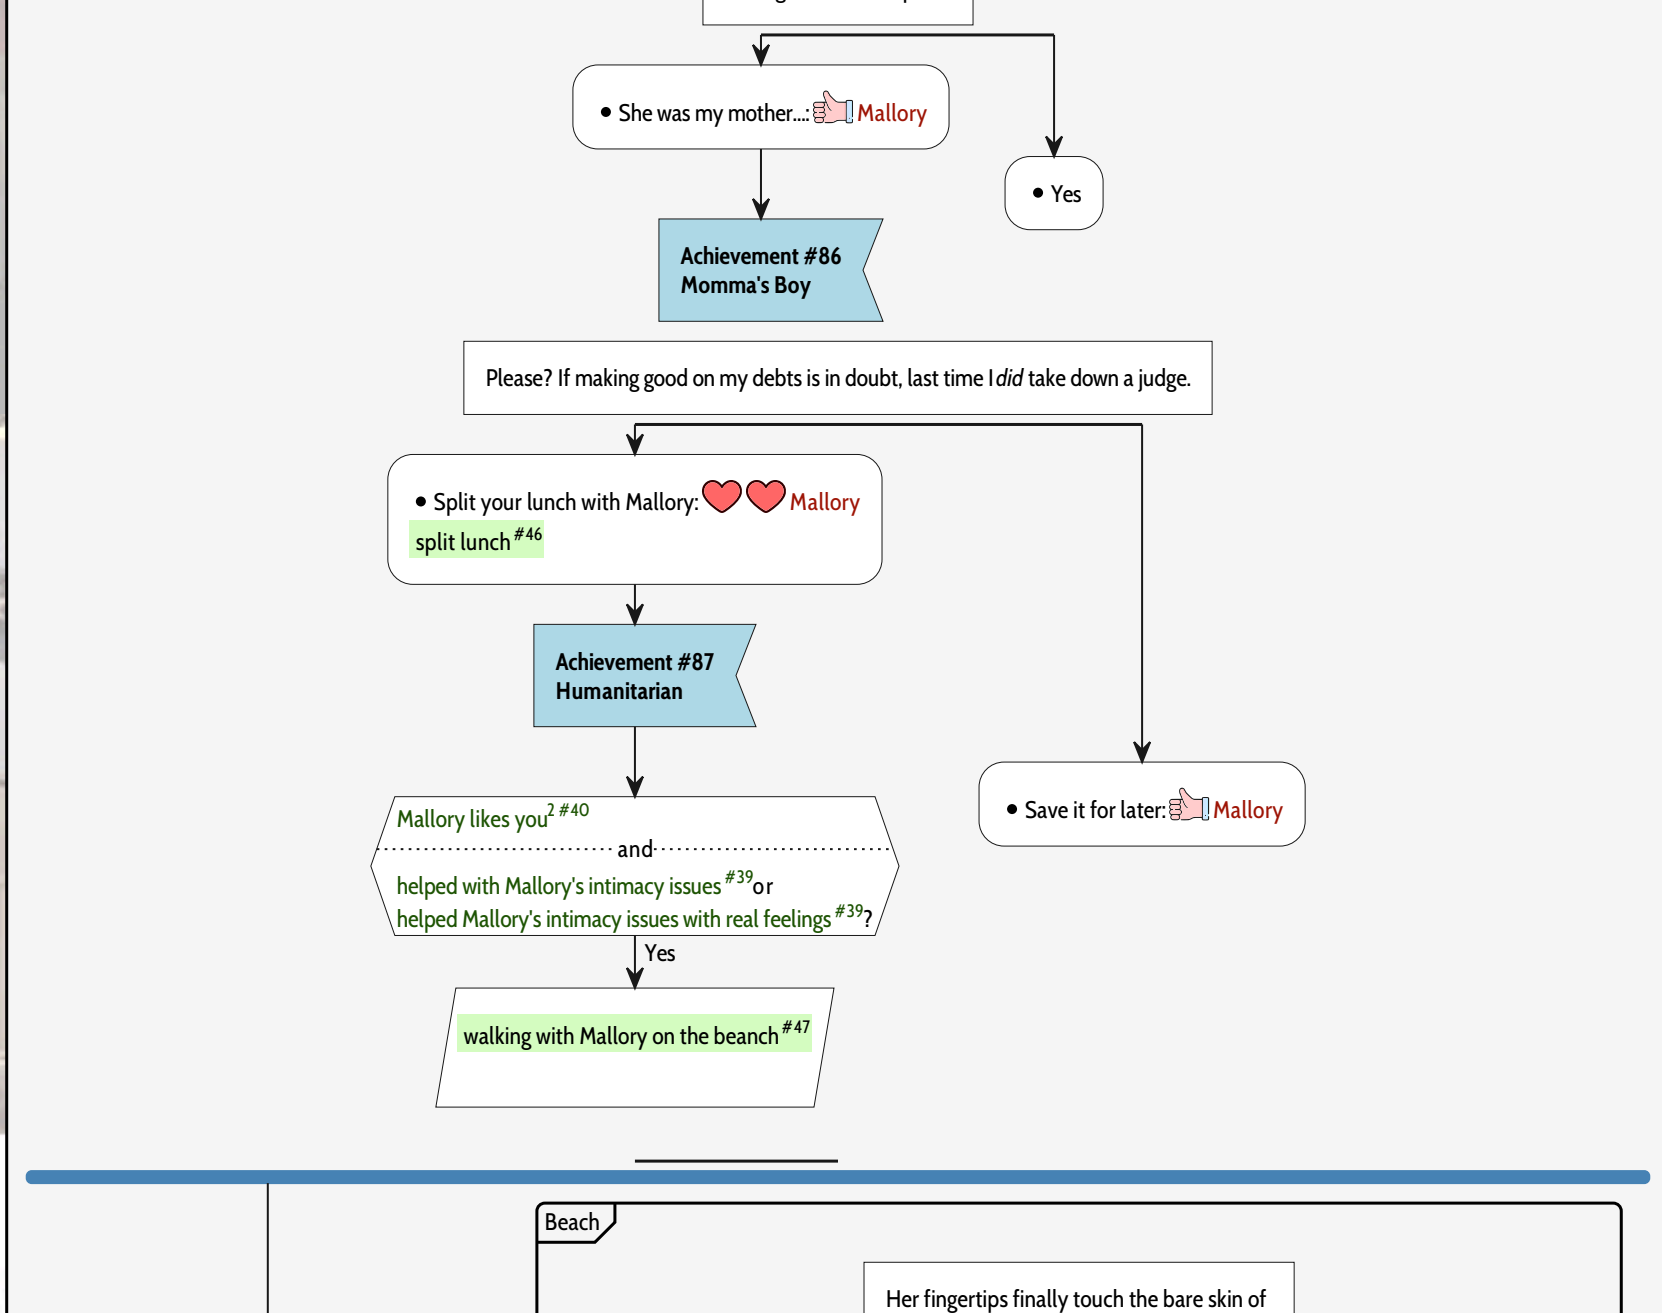 • She was my mother...: Mallory
• Yes
Achievement #86
Momma's Boy
Please? If making good on my debts is in doubt, last time I did take down a judge.
• Split your lunch with Mallory: Mallory
split lunch #46
Achievement #87
Humanitarian
Mallory likes you2 #40
and
helped with Mallory's intimacy issues #39or
helped Mallory's intimacy issues with real feelings #39?
• Save it for later: Mallory
Yes
walking with Mallory on the beanch #47
Beach
Her fingertips finally touch the bare skin of